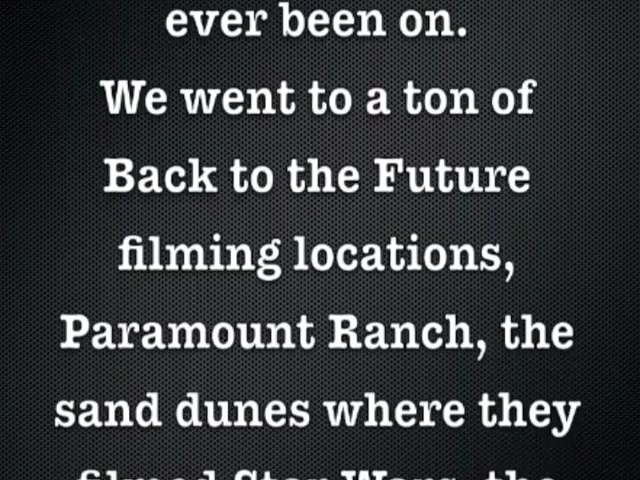 ever been on.
We went to a ton of
Back to the Future
filming locations,
Paramount Ranch, the
sand dunes where they
filmed Star Wars, the